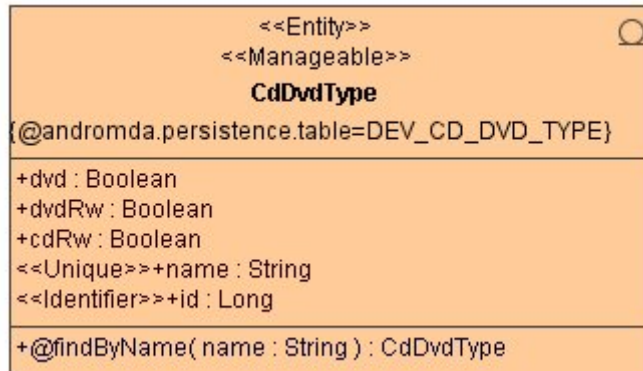 <<Entity>>
<<Manageable>>
CdDvdType
{@andromda.persistence.table=DEV_CD_DVD_TYPE}
+dvd : Boolean
+dvdRw : Boolean
+cdRw : Boolean
<<Unique>>+name : String
<<Identifier>>+id : Long
+@findByName( name : String ) : CdDvdType